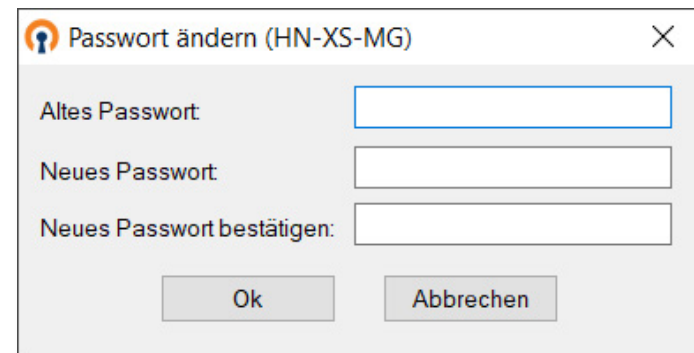 Passwort ändern (HN-XS-MG)
Altes Passwort:
Neues Passwort:
Neues Passwort bestätigen:
Ok Abbrechen